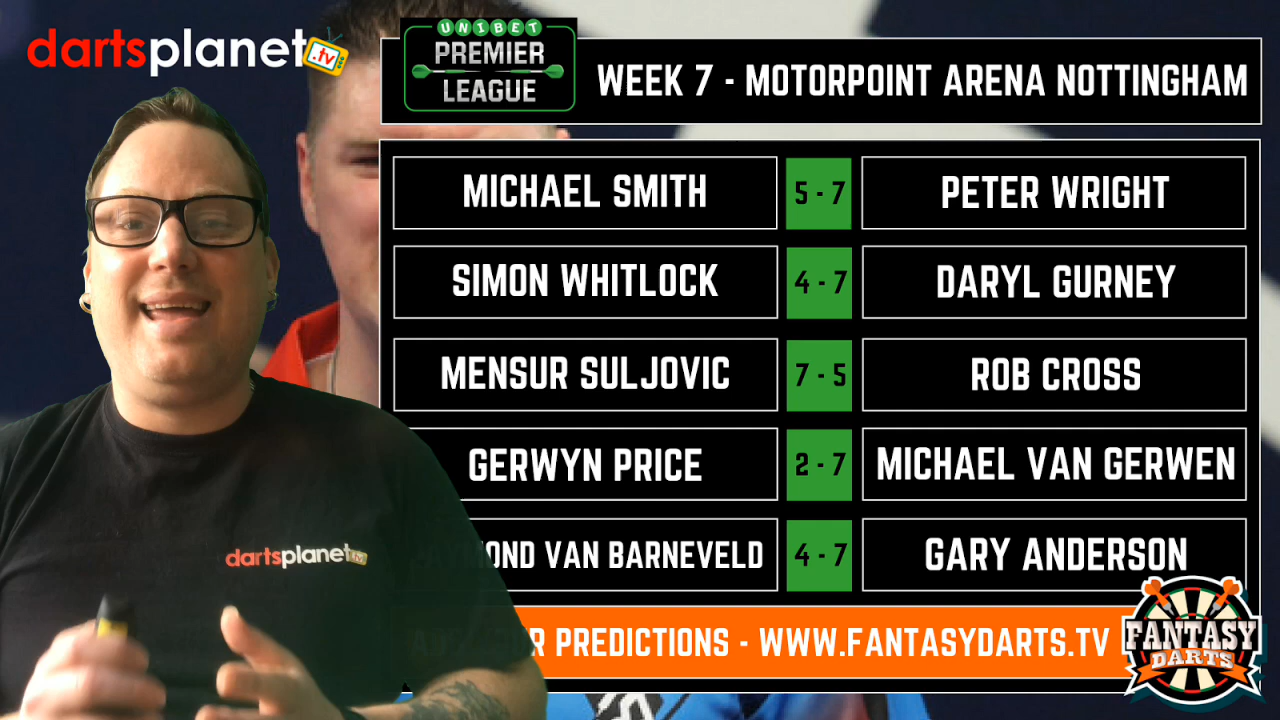 dartsplanet.tv
UNIBET
PREMIER
LEAGUE
WEEK 7 - MOTORPOINT ARENA NOTTINGHAM
MICHAEL SMITH 5 - 7 PETER WRIGHT
SIMON WHITLOCK 4 - 7 DARYL GURNEY
MENSUR SULJOVIC 7 - 5 ROB CROSS
GERWYN PRICE 2 - 7 MICHAEL VAN GERWEN
MOND VAN BARNEVELD 4 - 7 GARY ANDERSON
dartsplanet.tv
R PREDICTIONS - WWW.FANTASYDARTS.TV
FANTASY
DARTS